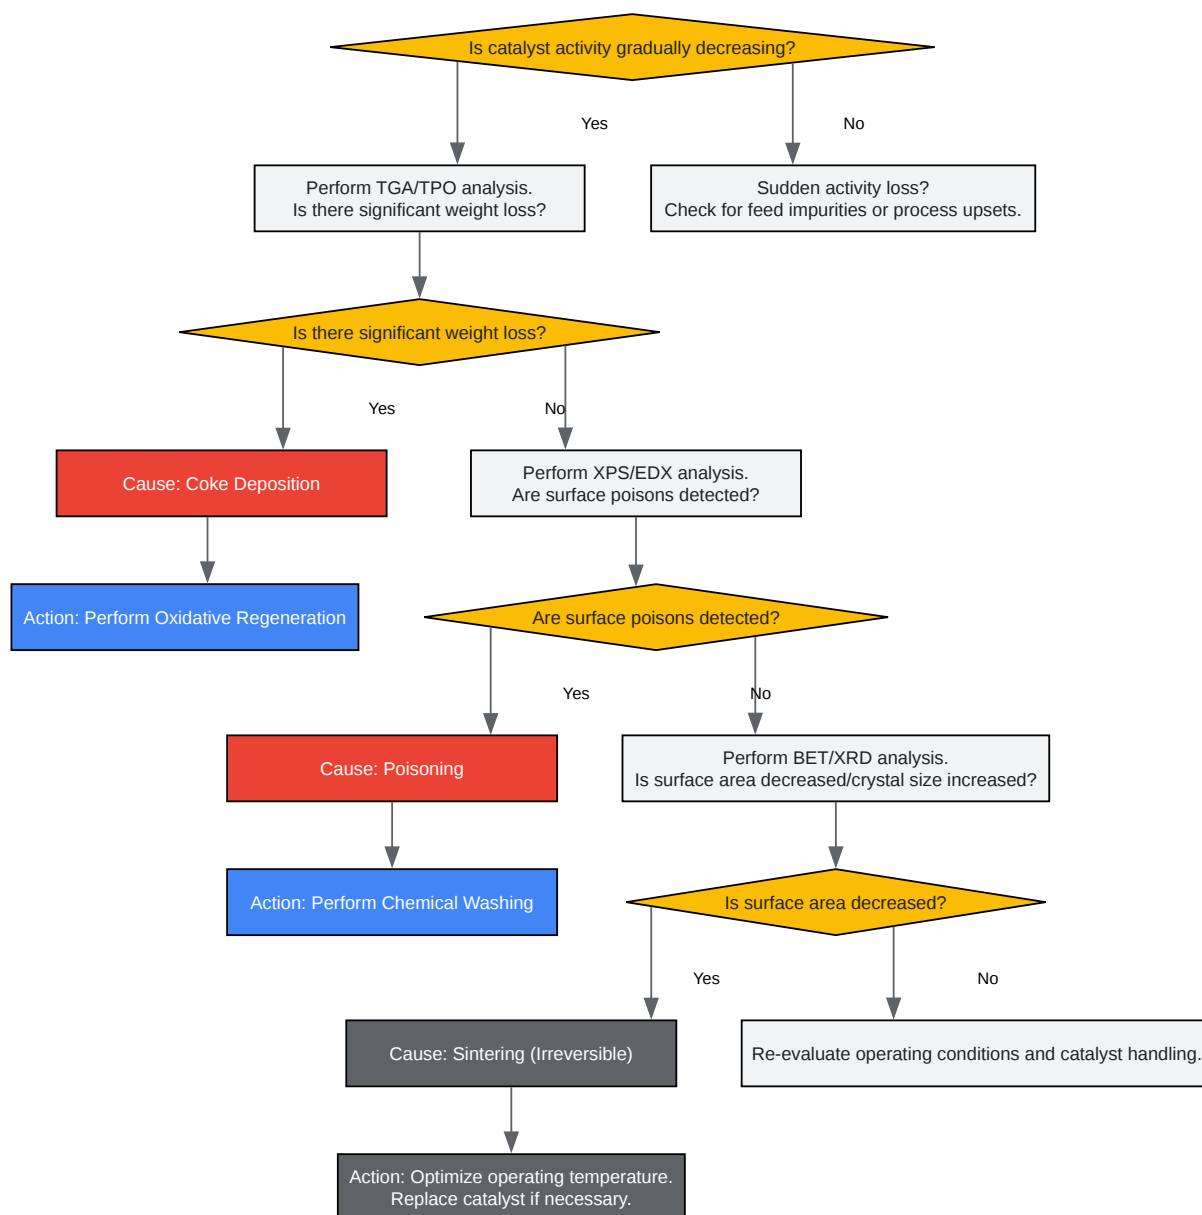 Is catalyst activity gradually decreasing?
Yes
No
Perform TGA/TPO analysis.
Is there significant weight loss?
Sudden activity loss?
Check for feed impurities or process upsets.
Is there significant weight loss?
Yes
No
Cause: Coke Deposition
Perform XPS/EDX analysis.
Are surface poisons detected?
Action: Perform Oxidative Regeneration
Are surface poisons detected?
Yes
No
Cause: Poisoning
Perform BET/XRD analysis.
Is surface area decreased/crystal size increased?
Action: Perform Chemical Washing
Is surface area decreased?
Yes
No
Cause: Sintering (Irreversible)
Re-evaluate operating conditions and catalyst handling.
Action: Optimize operating temperature.
Replace catalyst if necessary.